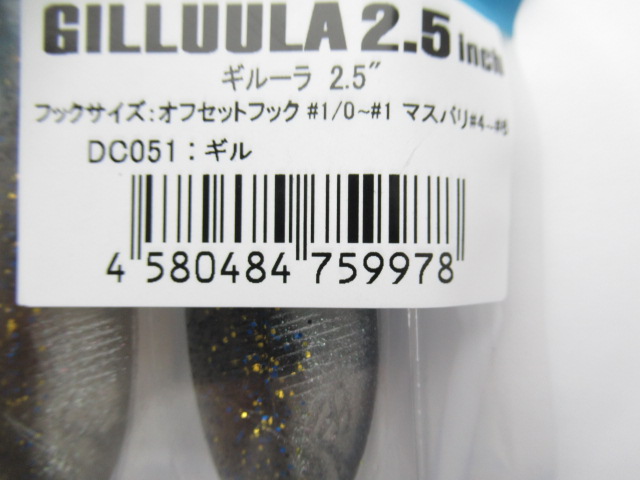 GILLUULA 2.5 inch
ギルーラ 2.5″
フックサイズ:オフセットフック #1/0~#1 マスバリ#4~#6
DC051:ギル
4 580484 759978